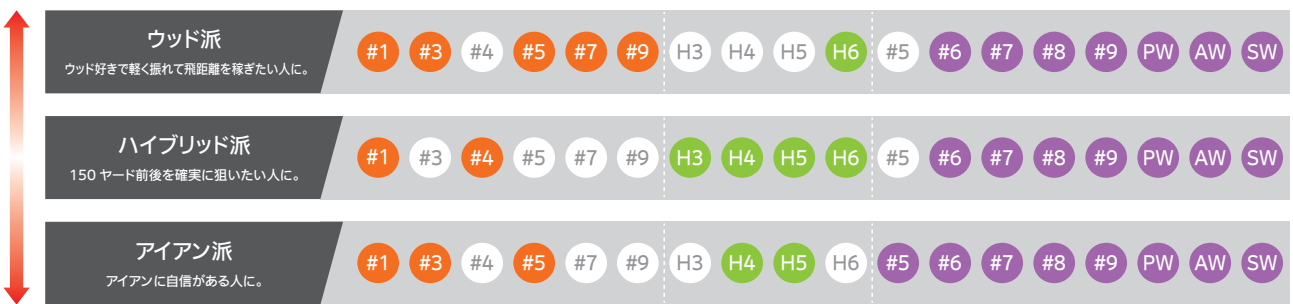 ウッド派
ウッド好きで軽く振れて飛距離を稼ぎたい人に。
#1 #3 #4 #5 #7 #9 H3 H4 H5 H6 #5 #6 #7 #8 #9 PW AW SW
ハイブリッド派
150 ヤード前後を確実に狙いたい人に。
#1 #3 #4 #5 #7 #9 H3 H4 H5 H6 #5 #6 #7 #8 #9 PW AW SW
アイアン派
アイアンに自信がある人に。
#1 #3 #4 #5 #7 #9 H3 H4 H5 H6 #5 #6 #7 #8 #9 PW AW SW